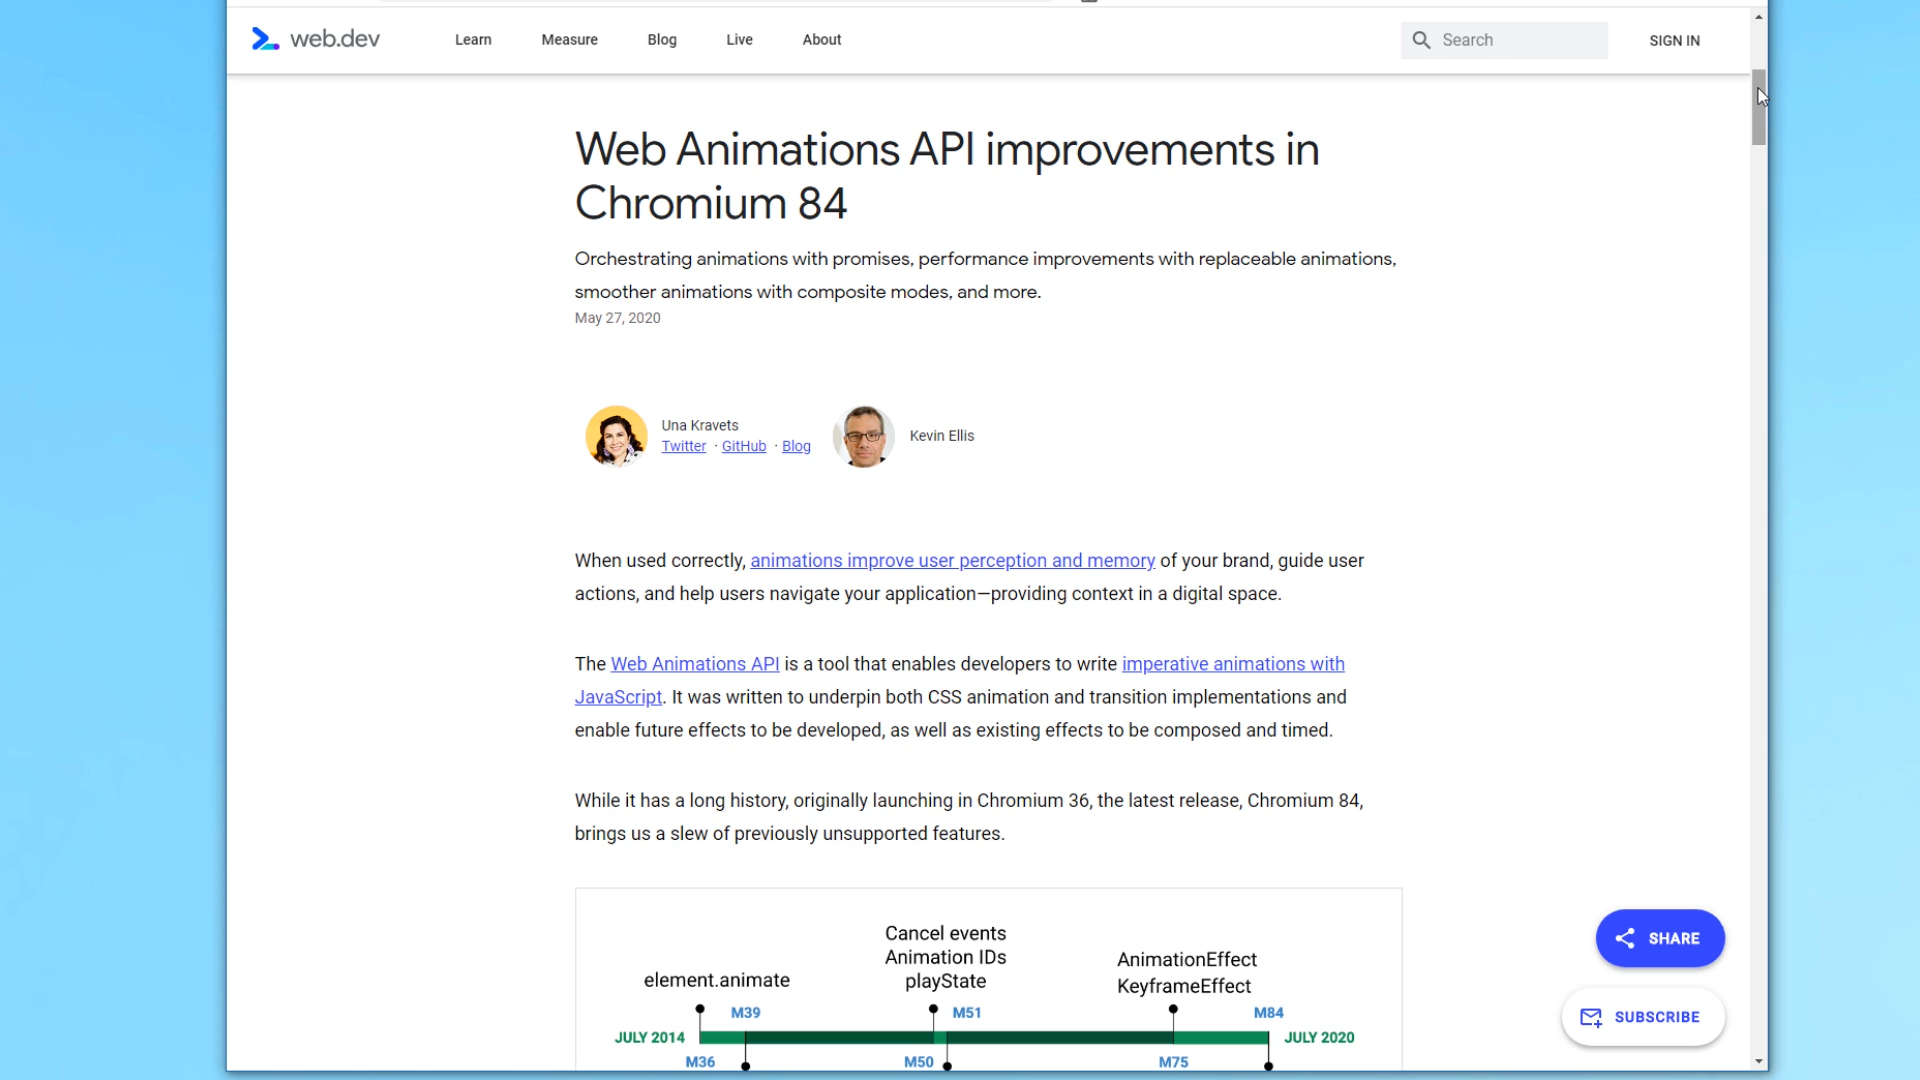 web.dev
Learn
Measure
Blog
Live
About
Search
SIGN IN
Web Animations API improvements in
Chromium 84
Orchestrating animations with promises, performance improvements with replaceable animations,
smoother animations with composite modes, and more.
May 27, 2020
Una Kravets
Twitter · GitHub · Blog
Kevin Ellis
When used correctly, animations improve user perception and memory of your brand, guide user
actions, and help users navigate your application—providing context in a digital space.
The Web Animations API is a tool that enables developers to write imperative animations with
JavaScript. It was written to underpin both CSS animation and transition implementations and
enable future effects to be developed, as well as existing effects to be composed and timed.
While it has a long history, originally launching in Chromium 36, the latest release, Chromium 84,
brings us a slew of previously unsupported features.
Cancel events
Animation IDs
playState
AnimationEffect
KeyframeEffect
element.animate
M39
M51
M84
JULY 2014
JULY 2020
M36
M50
M75
SHARE
SUBSCRIBE